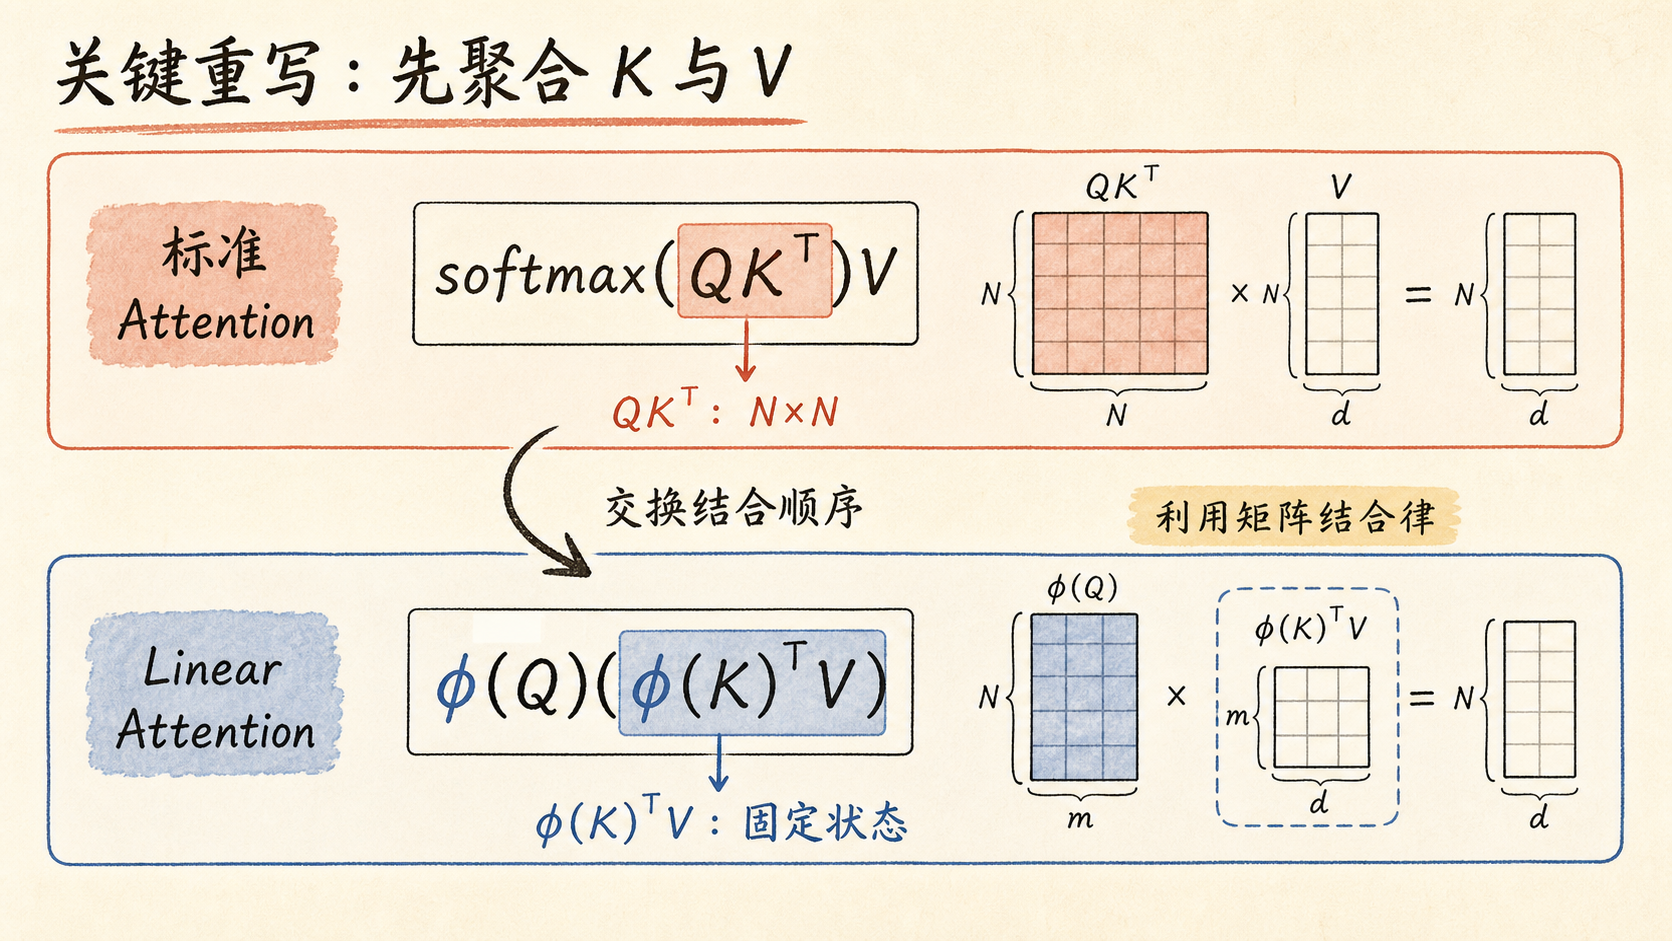 关键重写：先聚合 K 与 V
标准
Attention
softmax(QKᵀ)V
QKᵀ：N×N
QKᵀ
V
N
×
N
=
N
N
d
d
交换结合顺序
利用矩阵结合律
Linear
Attention
ϕ(Q)(ϕ(K)ᵀV)
ϕ(K)ᵀV：固定状态
ϕ(Q)
ϕ(K)ᵀV
N
×
m
=
N
m
d
d